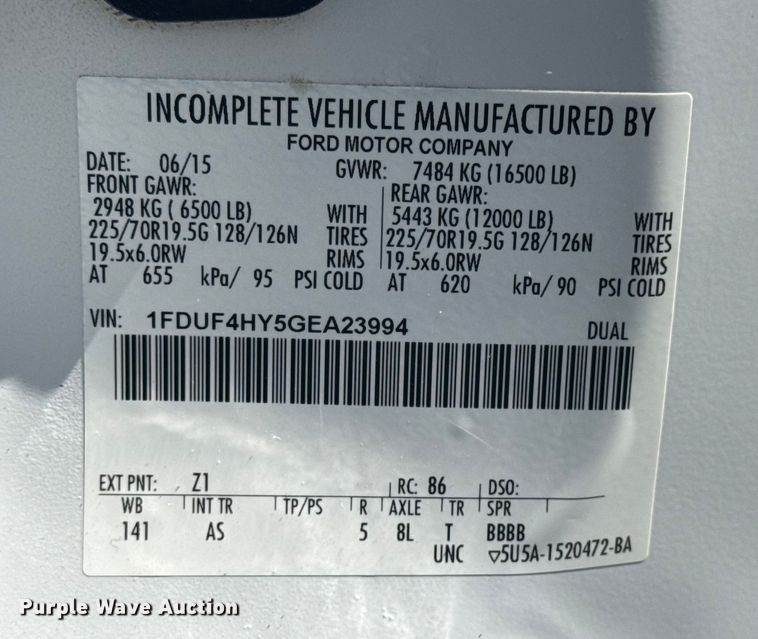 INCOMPLETE VEHICLE MANUFACTURED BY
FORD MOTOR COMPANY
DATE: 06/15 GVWR: 7484 KG (16500 LB)
FRONT GAWR: REAR GAWR:
2948 KG ( 6500 LB) WITH 5443 KG (12000 LB) WITH
225/70R19.5G 128/126N TIRES 225/70R19.5G 128/126N TIRES
19.5x6.0RW RIMS 19.5x6.0RW RIMS
AT 655 kPa/ 95 PSI COLD AT 620 kPa/ 90 PSI COLD
VIN: 1FDUF4HY5GEA23994 DUAL
EXT PNT: Z1 RC: 86 DSO:
WB INT TR TP/PS R AXLE TR SPR
141 AS 5 8L T BBBB
UNC ▽5U5A-1520472-BA
Purple Wave Auction